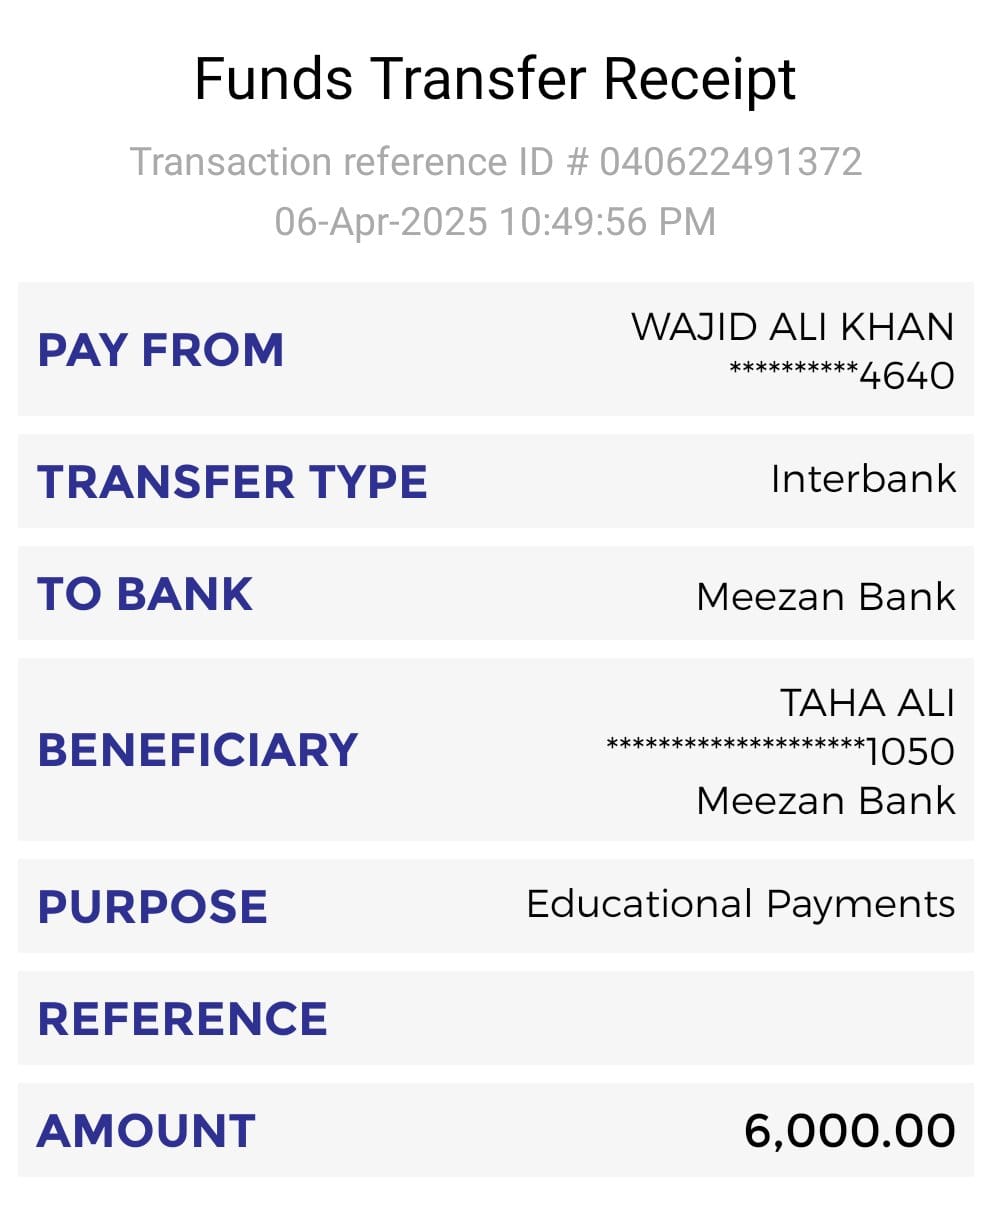 Funds Transfer Receipt
Transaction reference ID # 040622491372
06-Apr-2025 10:49:56 PM
PAY FROM
WAJID ALI KHAN
**********4640
TRANSFER TYPE
Interbank
TO BANK
Meezan Bank
BENEFICIARY
TAHA ALI
********************1050
Meezan Bank
PURPOSE
Educational Payments
REFERENCE
AMOUNT
6,000.00